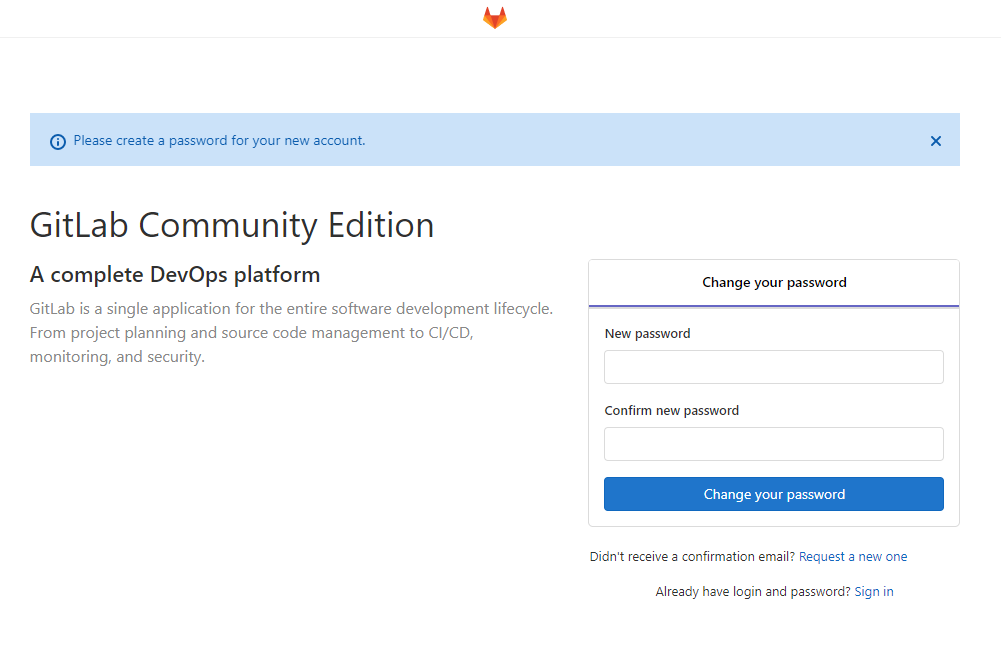 Please create a password for your new account.
GitLab Community Edition
A complete DevOps platform
GitLab is a single application for the entire software development lifecycle.
From project planning and source code management to CI/CD,
monitoring, and security.
Change your password
New password
Confirm new password
Change your password
Didn't receive a confirmation email? Request a new one
Already have login and password? Sign in